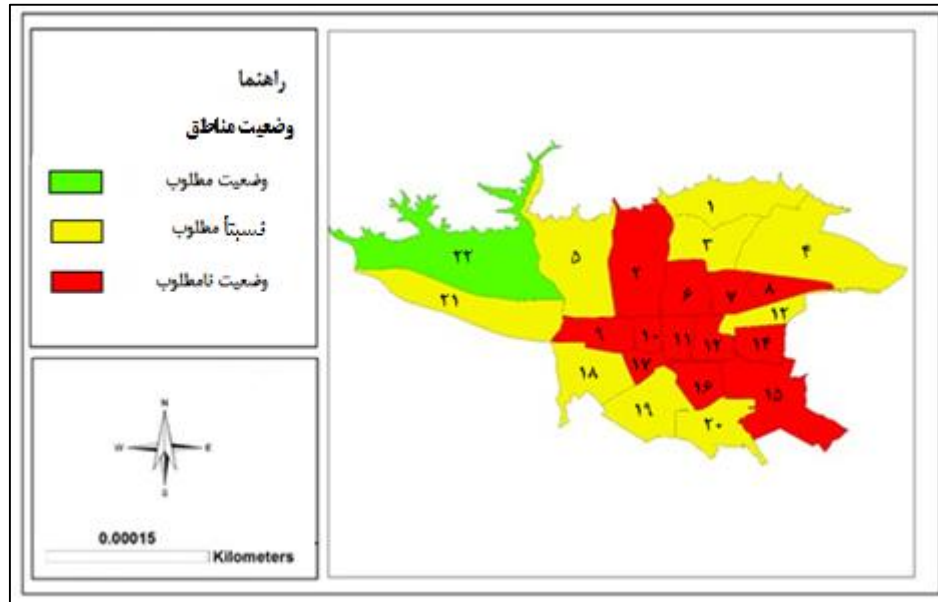 راهنما
وضعیت مناطق
وضعیت مطلوب
نسبتاً مطلوب
وضعیت نامطلوب
N
W
E
S
0.00015
Kilometers
۱
۳
۴
۵
۲
۲۲
۶
۷
۸
۲۱
۱۳
۹
۱۰
۱۱
۱۲
۱۴
۱۷
۱۸
۱۶
۱۵
۱۹
۲۰